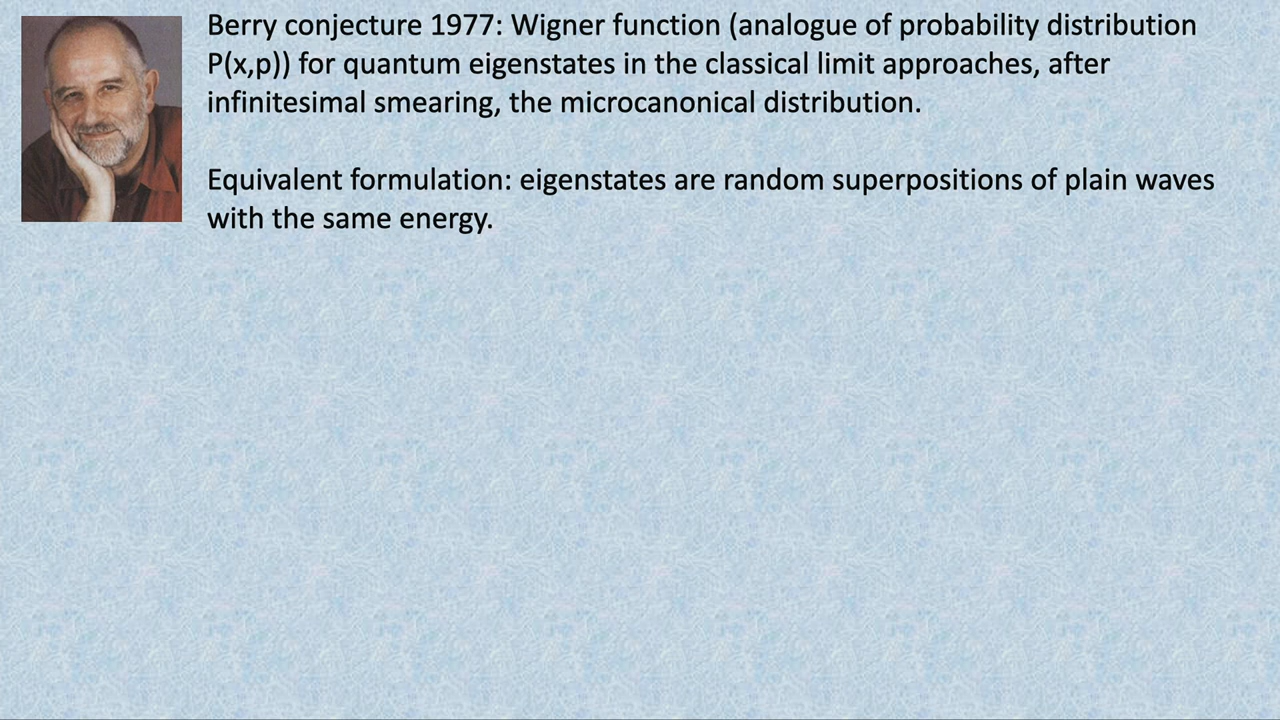 Berry conjecture 1977: Wigner function (analogue of probability distribution
P(x,p)) for quantum eigenstates in the classical limit approaches, after
infinitesimal smearing, the microcanonical distribution.
Equivalent formulation: eigenstates are random superpositions of plain waves
with the same energy.